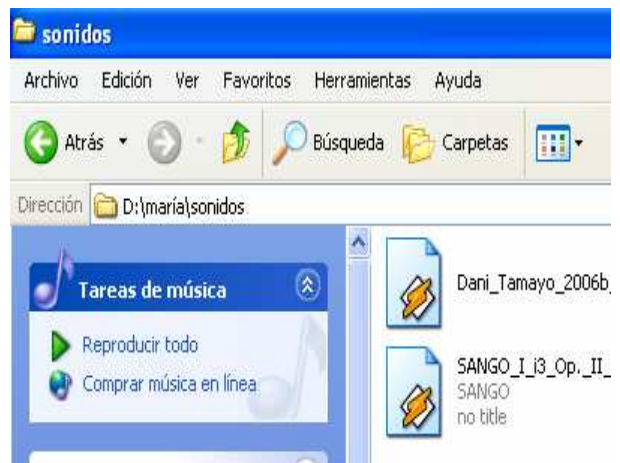 sonidos
Archivo Edición Ver Favoritos Herramientas Ayuda
Atrás Búsqueda Carpetas
Dirección D:\maría\sonidos
Tareas de música
Reproducir todo
Comprar música en línea
Dani_Tamayo_2006b_
SANGO_I_i3_Op._II_
SANGO
no title